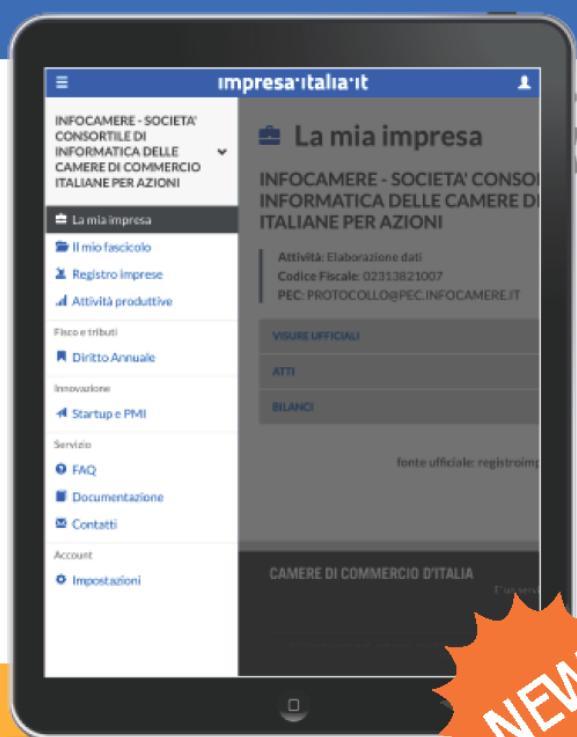 impresa·italia·it
INFOCAMERE - SOCIETA'
CONSORTILE DI
INFORMATICA DELLE
CAMERE DI COMMERCIO
ITALIANE PER AZIONI
La mia impresa
Il mio fascicolo
Registro imprese
Attività produttive
Fisco e tributi
Diritto Annuale
Innovazione
Startup e PMI
Servizio
FAQ
Documentazione
Contatti
Account
Impostazioni
La mia impresa
INFOCAMERE - SOCIETA' CONSO
INFORMATICA DELLE CAMERE DI
ITALIANE PER AZIONI
Attività: Elaborazione dati
Codice Fiscale: 02313821007
PEC: PROTOCOLLO@PEC.INFOCAMERE.IT
VISURE UFFICIALI
ATTI
BILANCI
fonte ufficiale: registroimp
CAMERE DI COMMERCIO D'ITALIA
E' un servi
NEW